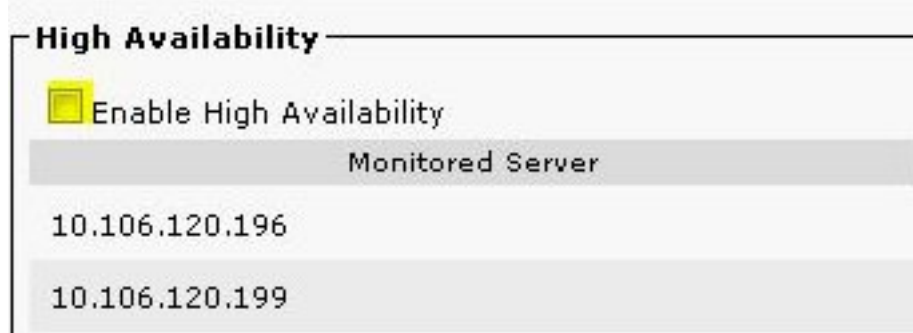 High Availability
Enable High Availability
Monitored Server
10.106.120.196
10.106.120.199